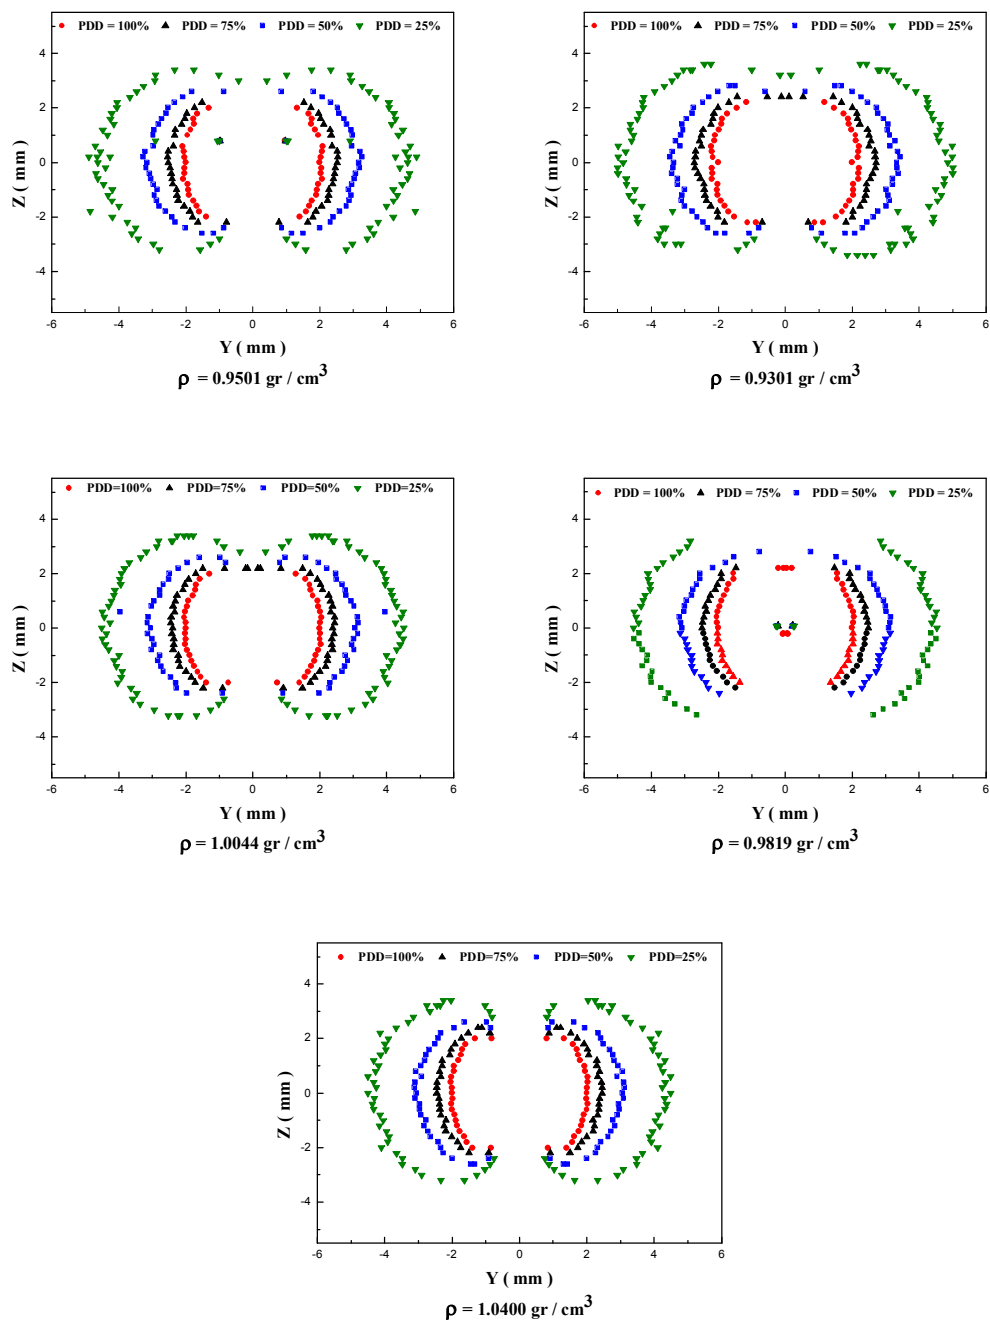 PDD = 100% PDD = 75% PDD = 50% PDD = 25%
4
2
0
-2
-4
Z ( mm )
-6 -4 -2 0 2 4 6
Y ( mm )
ρ = 0.9501 gr / cm³
PDD = 100% PDD = 75% PDD = 50% PDD = 25%
4
2
0
-2
-4
Z ( mm )
-6 -4 -2 0 2 4 6
Y ( mm )
ρ = 0.9301 gr / cm³
PDD=100% PDD=75% PDD=50% PDD=25%
4
2
0
-2
-4
Z ( mm )
-6 -4 -2 0 2 4 6
Y ( mm )
ρ = 1.0044 gr / cm³
PDD = 100% PDD = 75% PDD = 50% PDD = 25%
4
2
0
-2
-4
Z ( mm )
-6 -4 -2 0 2 4 6
Y ( mm )
ρ = 0.9819 gr / cm³
PDD=100% PDD=75% PDD=50% PDD=25%
4
2
0
-2
-4
Z ( mm )
-6 -4 -2 0 2 4 6
Y ( mm )
ρ = 1.0400 gr / cm³